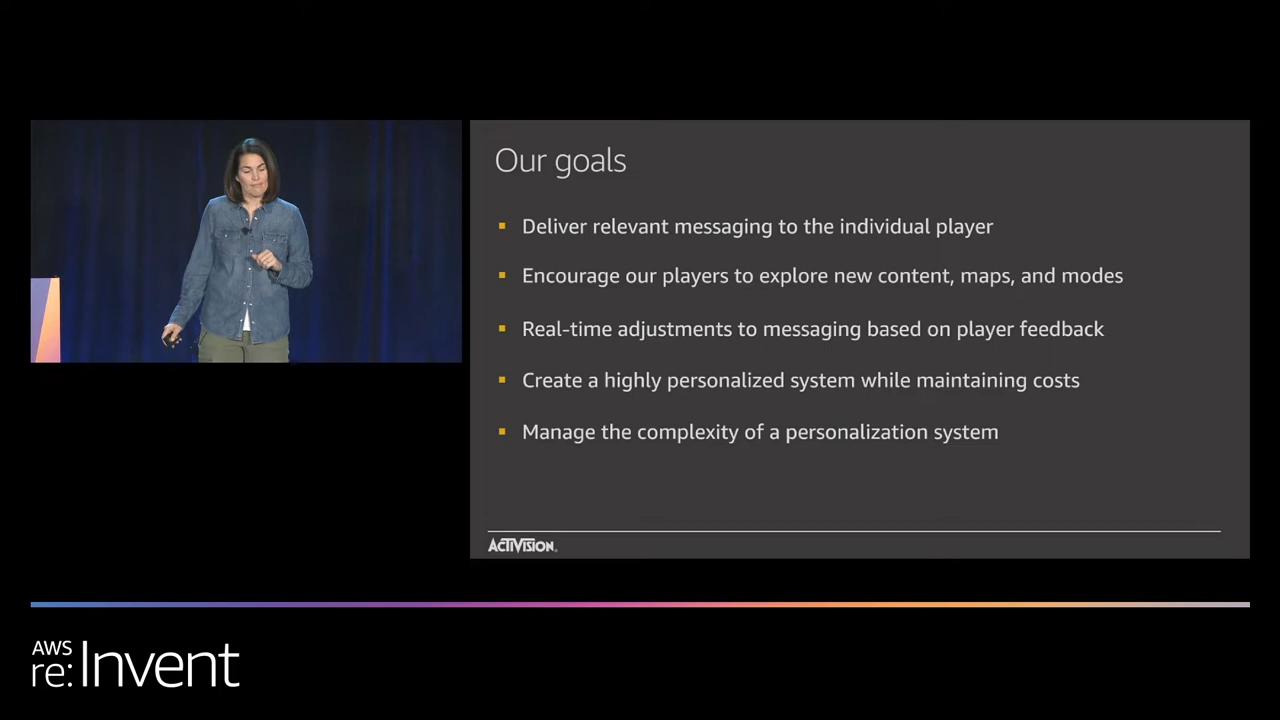 Our goals
▪ Deliver relevant messaging to the individual player
▪ Encourage our players to explore new content, maps, and modes
▪ Real-time adjustments to messaging based on player feedback
▪ Create a highly personalized system while maintaining costs
▪ Manage the complexity of a personalization system
ACTIVISION®
AWS
re:Invent